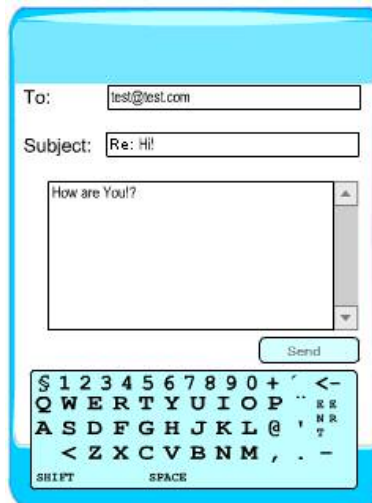 To: test@test.com
Subject: Re: Hi!
How are You!?
Send
§ 1 2 3 4 5 6 7 8 9 0 + ´ <-
Q W E R T Y U I O P ¨
A S D F G H J K L @ '
< Z X C V B N M , . -
SHIFT SPACE